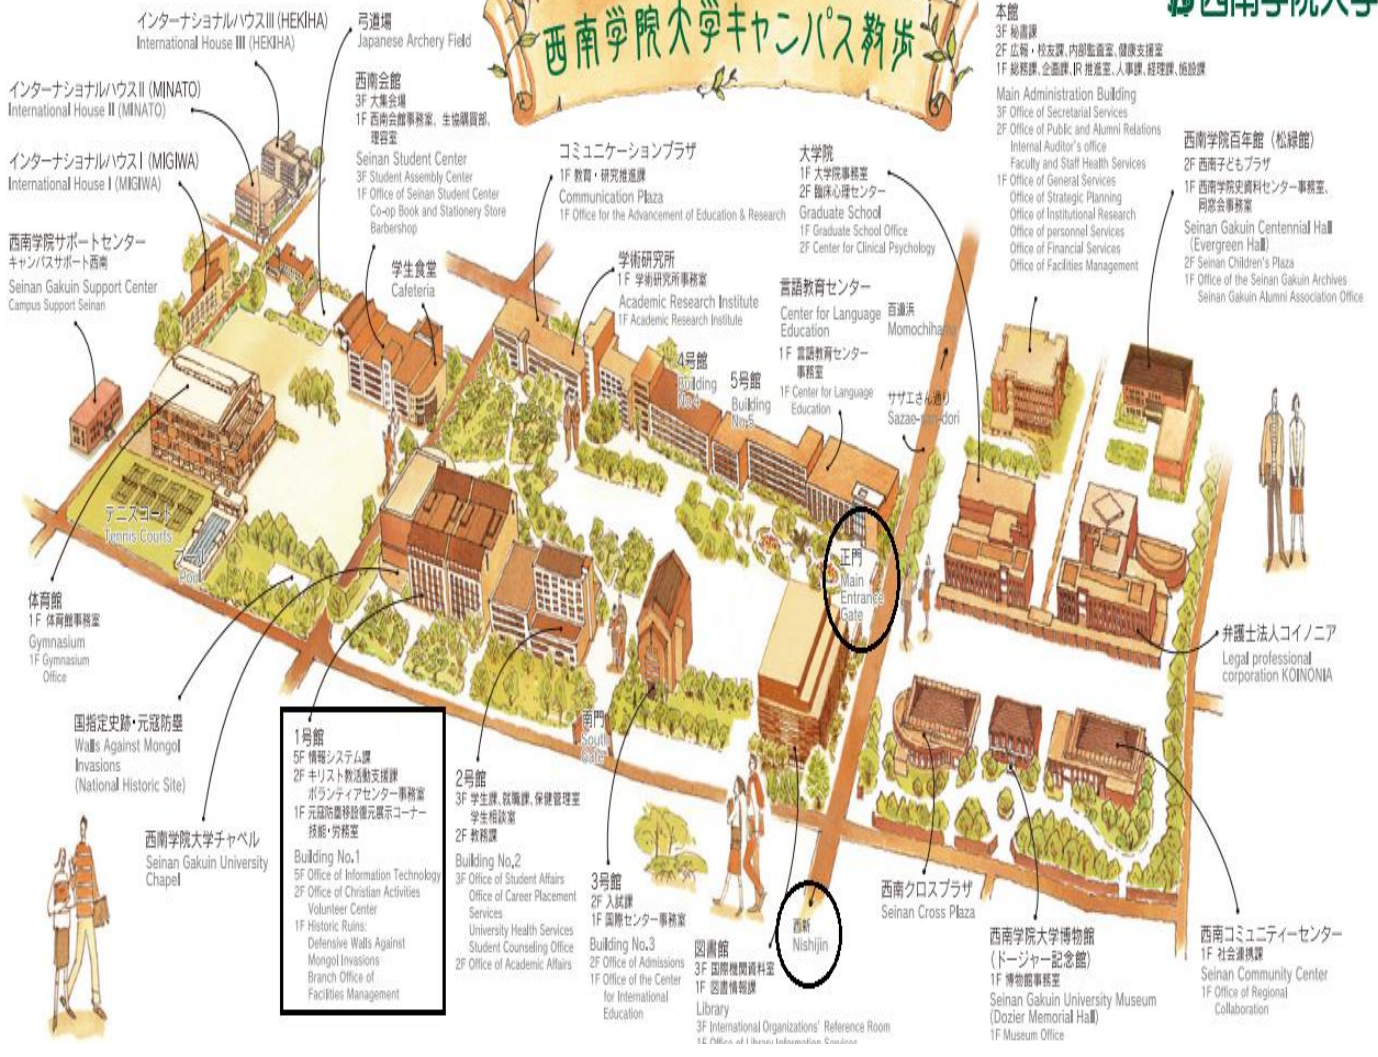 西南学院大学キャンパス散歩
西南学院大学
インターナショナルハウスⅢ (HEKIHA)
International House Ⅲ (HEKIHA)
弓道場
Japanese Archery Field
インターナショナルハウスⅡ (MINATO)
International House Ⅱ (MINATO)
インターナショナルハウスⅠ (MIGIWA)
International House Ⅰ (MIGIWA)
西南学院サポートセンター
キャンパスサポート西南
Seinan Gakuin Support Center
Campus Support Seinan
西南会館
3F 大集会場
1F 西南会館事務室、生協購買部、
理容室
Seinan Student Center
3F Student Assembly Center
1F Office of Seinan Student Center
Co-op Book and Stationery Store
Barbershop
学生食堂
Cafeteria
コミュニケーションプラザ
1F 教育・研究推進課
Communication Plaza
1F Office for the Advancement of Education & Research
学術研究所
1F 学術研究所事務室
Academic Research Institute
1F Academic Research Institute
4号館
Building
No.4
5号館
Building
No.5
大学院
1F 大学院事務室
2F 臨床心理センター
Graduate School
1F Graduate School Office
2F Center for Clinical Psychology
言語教育センター
Center for Language
Education
1F 言語教育センター
事務室
1F Center for Language
Education
百道浜
Momochihama
サザエさん通り
Sazae-san-dori
本館
3F 秘書課
2F 広報・校友課、内部監査室、健康支援室
1F 総務課、企画課、IR 推進室、人事課、経理課、施設課
Main Administration Building
3F Office of Secretarial Services
2F Office of Public and Alumni Relations
Internal Auditor's office
Faculty and Staff Health Services
1F Office of General Services
Office of Strategic Planning
Office of Institutional Research
Office of personnel Services
Office of Financial Services
Office of Facilities Management
西南学院百年館 (松緑館)
2F 西南子どもプラザ
1F 西南学院史資料センター事務室、
同窓会事務室
Seinan Gakuin Centennial Hall
(Evergreen Hall)
2F Seinan Children's Plaza
1F Office of the Seinan Gakuin Archives
Seinan Gakuin Alumni Association Office
テニスコート
Tennis Courts
プール
Pool
体育館
1F 体育館事務室
Gymnasium
1F Gymnasium
Office
国指定史跡・元寇防塁
Walls Against Mongol
Invasions
(National Historic Site)
西南学院大学チャペル
Seinan Gakuin University
Chapel
1号館
5F 情報システム課
2F キリスト教活動支援課
ボランティアセンター事務室
1F 元寇防塁移設復元展示コーナー
技能・労務室
Building No.1
5F Office of Information Technology
2F Office of Christian Activities
Volunteer Center
1F Historic Ruins:
Defensive Walls Against
Mongol Invasions
Branch Office of
Facilities Management
2号館
3F 学生課、就職課、保健管理室
学生相談室
2F 教務課
Building No.2
3F Office of Student Affairs
Office of Career Placement
Services
University Health Services
Student Counseling Office
2F Office of Academic Affairs
南門
South
Gate
3号館
2F 入試課
1F 国際センター事務室
Building No.3
2F Office of Admissions
1F Office of the Center
for International
Education
図書館
3F 国際機関資料室
1F 図書情報課
Library
3F International Organizations' Reference Room
1F Office of Library Information Services
正門
Main
Entrance
Gate
西新
Nishijin
西南クロスプラザ
Seinan Cross Plaza
西南学院大学博物館
(ドージャー記念館)
1F 博物館事務室
Seinan Gakuin University Museum
(Dozier Memorial Hall)
1F Museum Office
弁護士法人コイノニア
Legal professional
corporation KOINONIA
西南コミュニティーセンター
1F 社会連携課
Seinan Community Center
1F Office of Regional
Collaboration